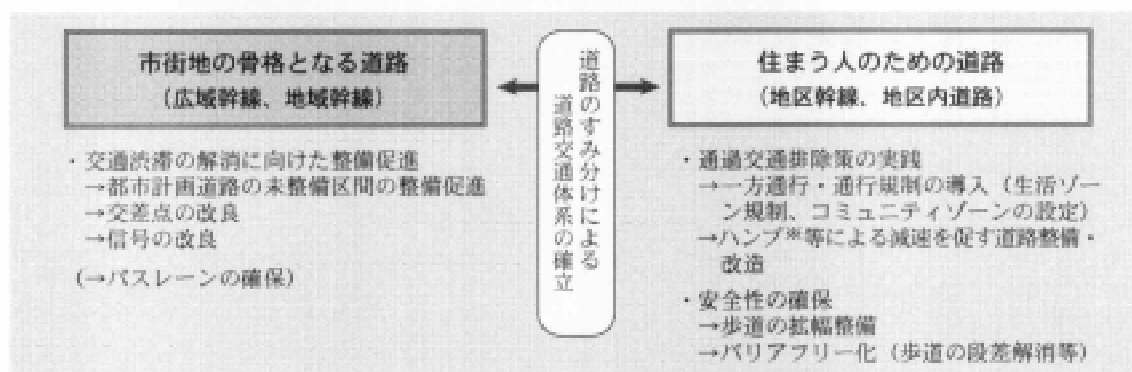 市街地の骨格となる道路
（広域幹線、地域幹線）
・交通渋滞の解消に向けた整備促進
→都市計画道路の未整備区間の整備促進
→交差点の改良
→信号の改良
（→バスレーンの確保）
道路のすみ分けによる
道路交通体系の確立
住まう人のための道路
（地区幹線、地区内道路）
・通過交通排除策の実践
→一方通行・通行規制の導入（生活ゾー
ン規制、コミュニティゾーンの設定）
→ハンプ※等による減速を促す道路整備・
改造
・安全性の確保
→歩道の拡幅整備
→バリアフリー化（歩道の段差解消等）